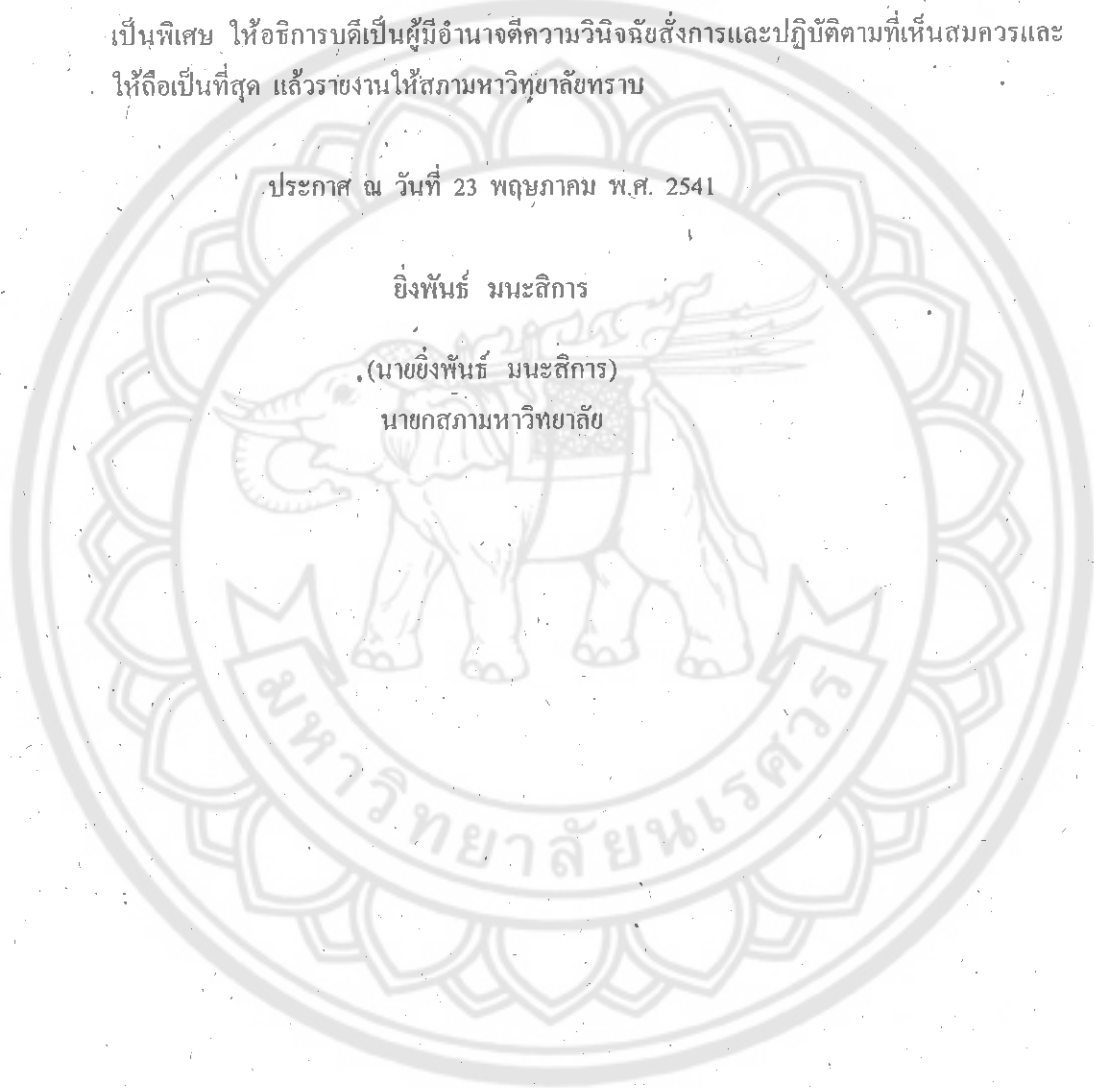 เป็นพิเศษ ให้อธิการบดีเป็นผู้มีอำนาจตีความวินิจฉัยสั่งการและปฏิบัติตามที่เห็นสมควรและ
ให้ถือเป็นที่สุด แล้วรายงานให้สภามหาวิทยาลัยทราบ
ประกาศ ณ วันที่ 23 พฤษภาคม พ.ศ. 2541
ยิ่งพันธ์ มนะสิการ
(นายยิ่งพันธ์ มนะสิการ)
นายกสภามหาวิทยาลัย
มหาวิทยาลัยนเรศวร